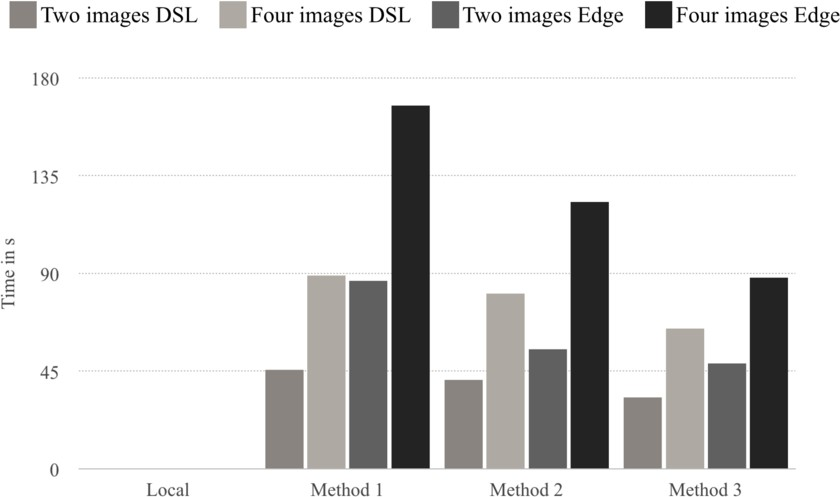 Two images DSL Four images DSL Two images Edge Four images Edge
180
135
90
45
0
Time in s
Local Method 1 Method 2 Method 3